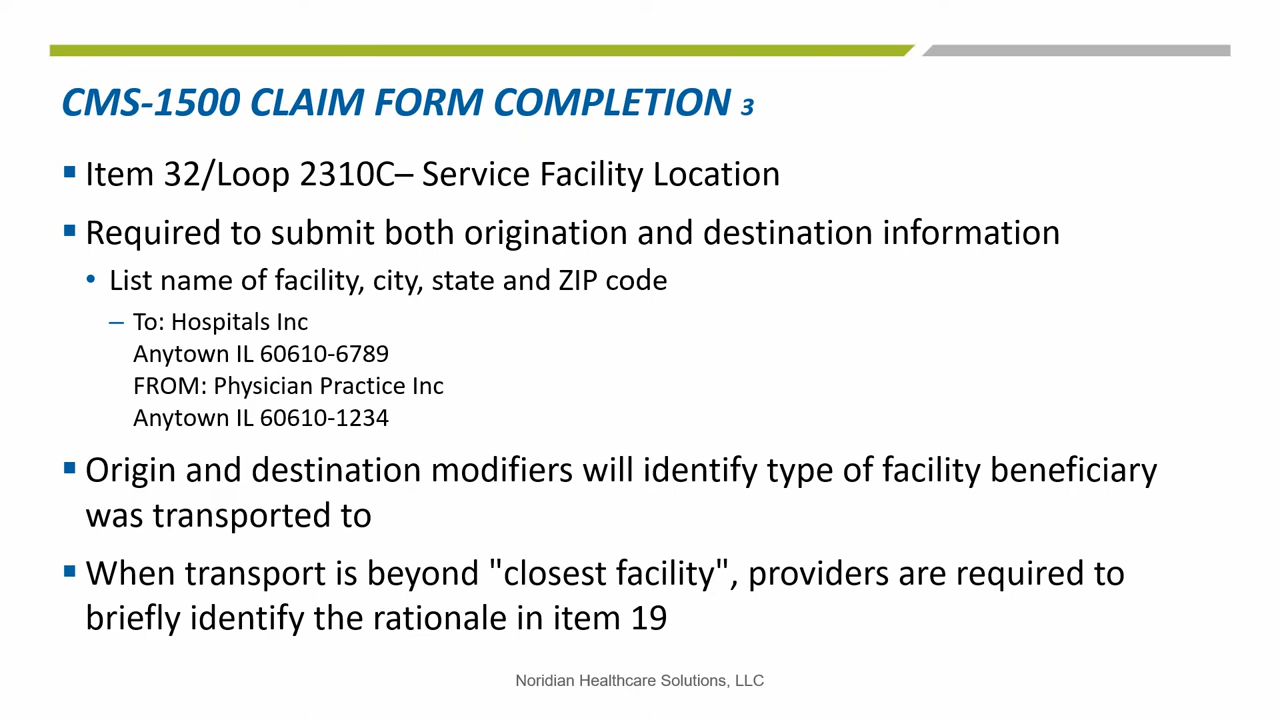 CMS-1500 CLAIM FORM COMPLETION 3
▪ Item 32/Loop 2310C– Service Facility Location
▪ Required to submit both origination and destination information
• List name of facility, city, state and ZIP code
– To: Hospitals Inc
Anytown IL 60610-6789
FROM: Physician Practice Inc
Anytown IL 60610-1234
▪ Origin and destination modifiers will identify type of facility beneficiary
was transported to
▪ When transport is beyond "closest facility", providers are required to
briefly identify the rationale in item 19
Noridian Healthcare Solutions, LLC